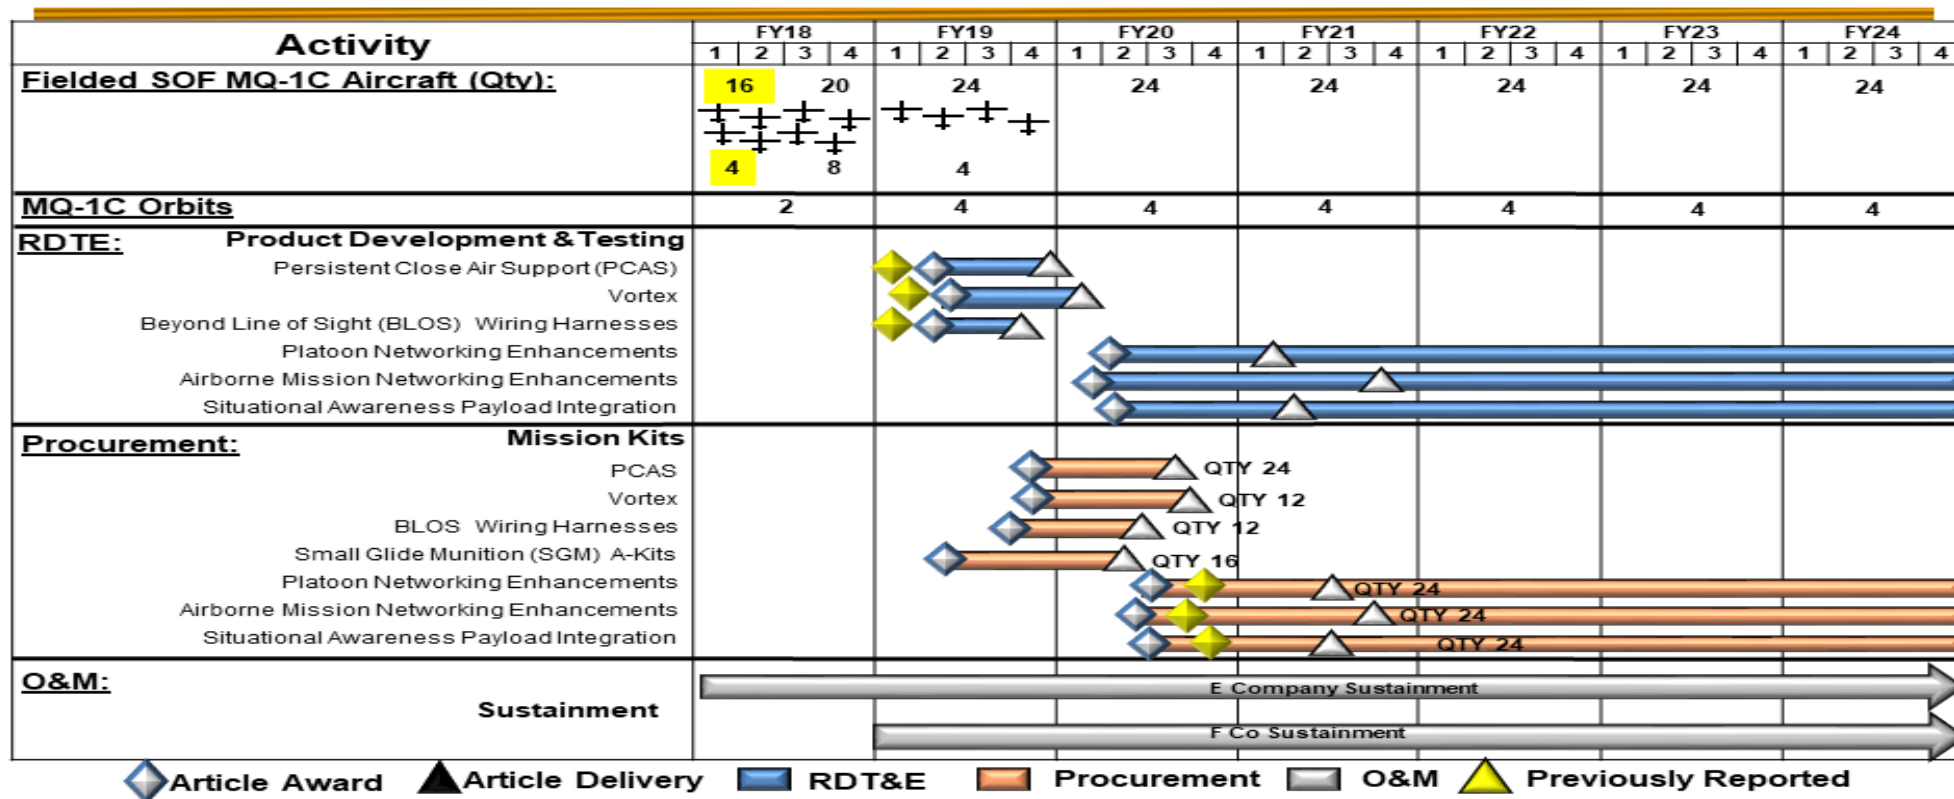 Activity FY18 FY19 FY20 FY21 FY22 FY23 FY24
1 2 3 4 1 2 3 4 1 2 3 4 1 2 3 4 1 2 3 4 1 2 3 4 1 2 3 4
Fielded SOF MQ-1C Aircraft (Qty): 16 20 24 24 24 24 24 24
4 8 4
MQ-1C Orbits 2 4 4 4 4 4 4
RDTE: Product Development & Testing
Persistent Close Air Support (PCAS)
Vortex
Beyond Line of Sight (BLOS) Wiring Harnesses
Platoon Networking Enhancements
Airborne Mission Networking Enhancements
Situational Awareness Payload Integration
Procurement: Mission Kits
PCAS QTY 24
Vortex QTY 12
BLOS Wiring Harnesses QTY 12
Small Glide Munition (SGM) A-Kits QTY 16
Platoon Networking Enhancements QTY 24
Airborne Mission Networking Enhancements QTY 24
Situational Awareness Payload Integration QTY 24
O&M: E Company Sustainment
Sustainment
F Co Sustainment
Article Award Article Delivery RDT&E Procurement O&M Previously Reported